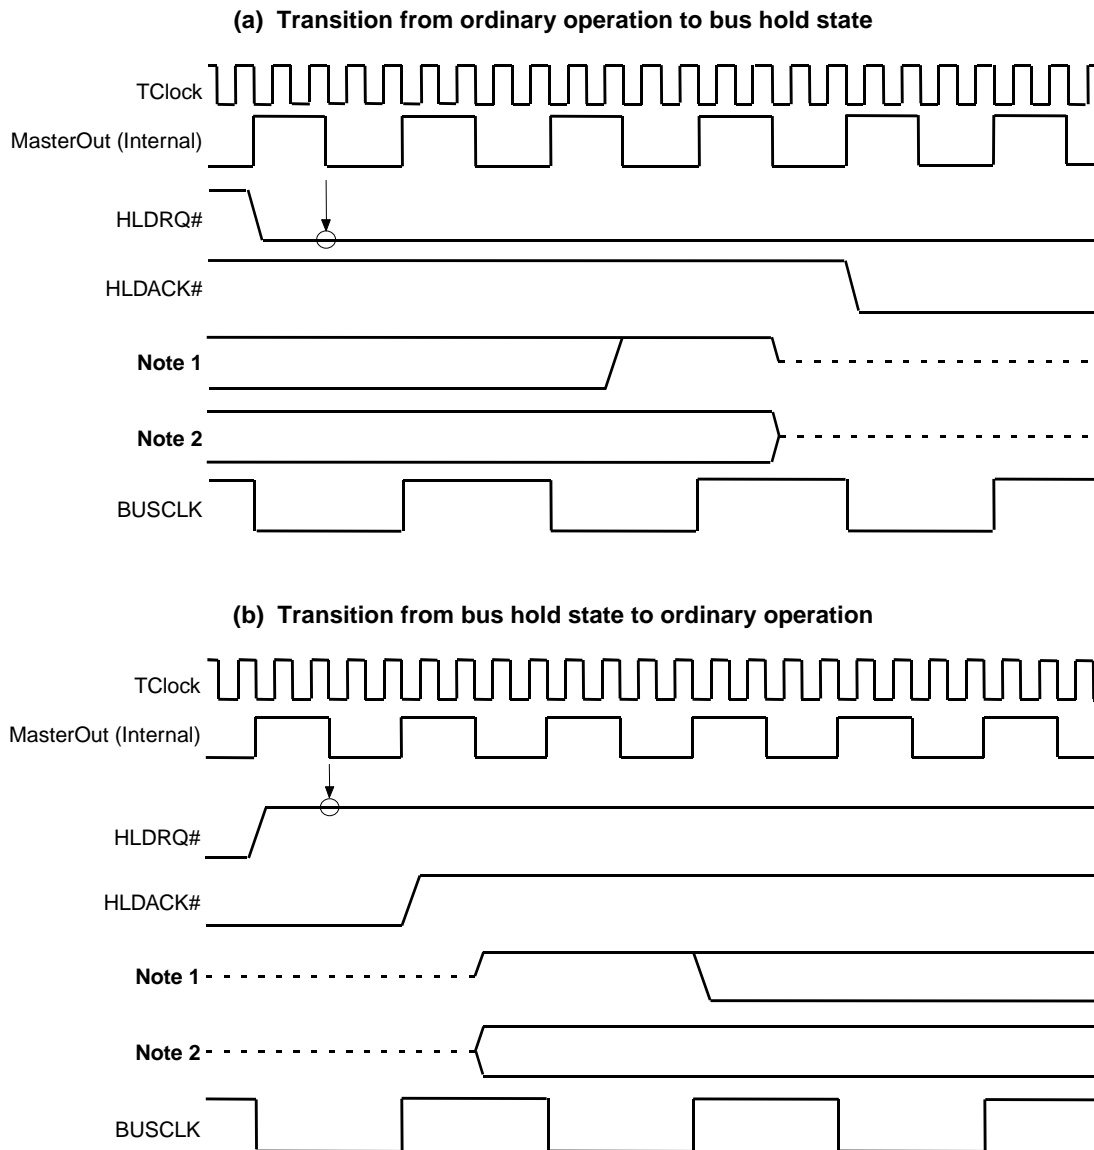 (a) Transition from ordinary operation to bus hold state
TClock
MasterOut (Internal)
HLDRQ#
HLDACK#
Note 1
Note 2
BUSCLK
(b) Transition from bus hold state to ordinary operation
TClock
MasterOut (Internal)
HLDRQ#
HLDACK#
Note 1
Note 2
BUSCLK